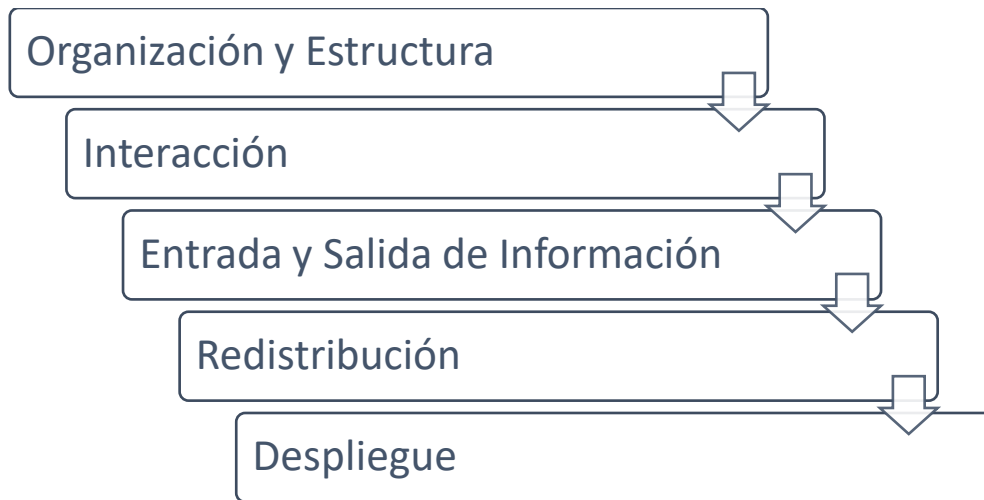 Organización y Estructura
Interacción
Entrada y Salida de Información
Redistribución
Despliegue